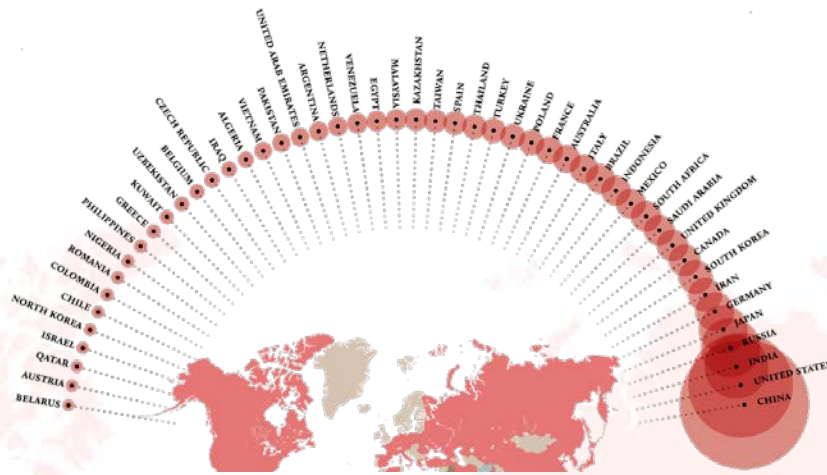 BELARUS
AUSTRIA
QATAR
ISRAEL
NORTH KOREA
CHILE
COLOMBIA
ROMANIA
NIGERIA
PHILIPPINES
GREECE
KUWAIT
UZBEKISTAN
BELGIUM
CZECH REPUBLIC
IRAQ
ALGERIA
VIETNAM
PAKISTAN
UNITED ARAB EMIRATES
ARGENTINA
NETHERLANDS
VENEZUELA
EGYPT
MALAYSIA
KAZAKHSTAN
TAIWAN
SPAIN
THAILAND
TURKEY
UKRAINE
POLAND
FRANCE
AUSTRALIA
ITALY
BRAZIL
INDONESIA
MEXICO
SOUTH AFRICA
SAUDI ARABIA
UNITED KINGDOM
CANADA
SOUTH KOREA
IRAN
GERMANY
JAPAN
RUSSIA
INDIA
UNITED STATES
CHINA